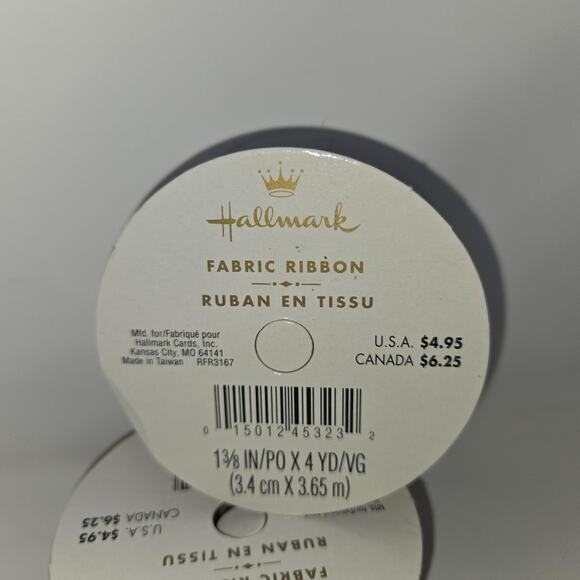 Hallmark
FABRIC RIBBON
RUBAN EN TISSU
Mfd. for/Fabriqué pour
Hallmark Cards, Inc.
Kansas City, MO 64141
Made in Taiwan RFR3167
U.S.A. $4.95
CANADA $6.25
0 15012 45323 2
1⅜ IN/PO X 4 YD/VG
(3.4 cm X 3.65 m)
CANADA $6.25
U.S.A. $4.95
RUBAN EN TISSU
FABRIC